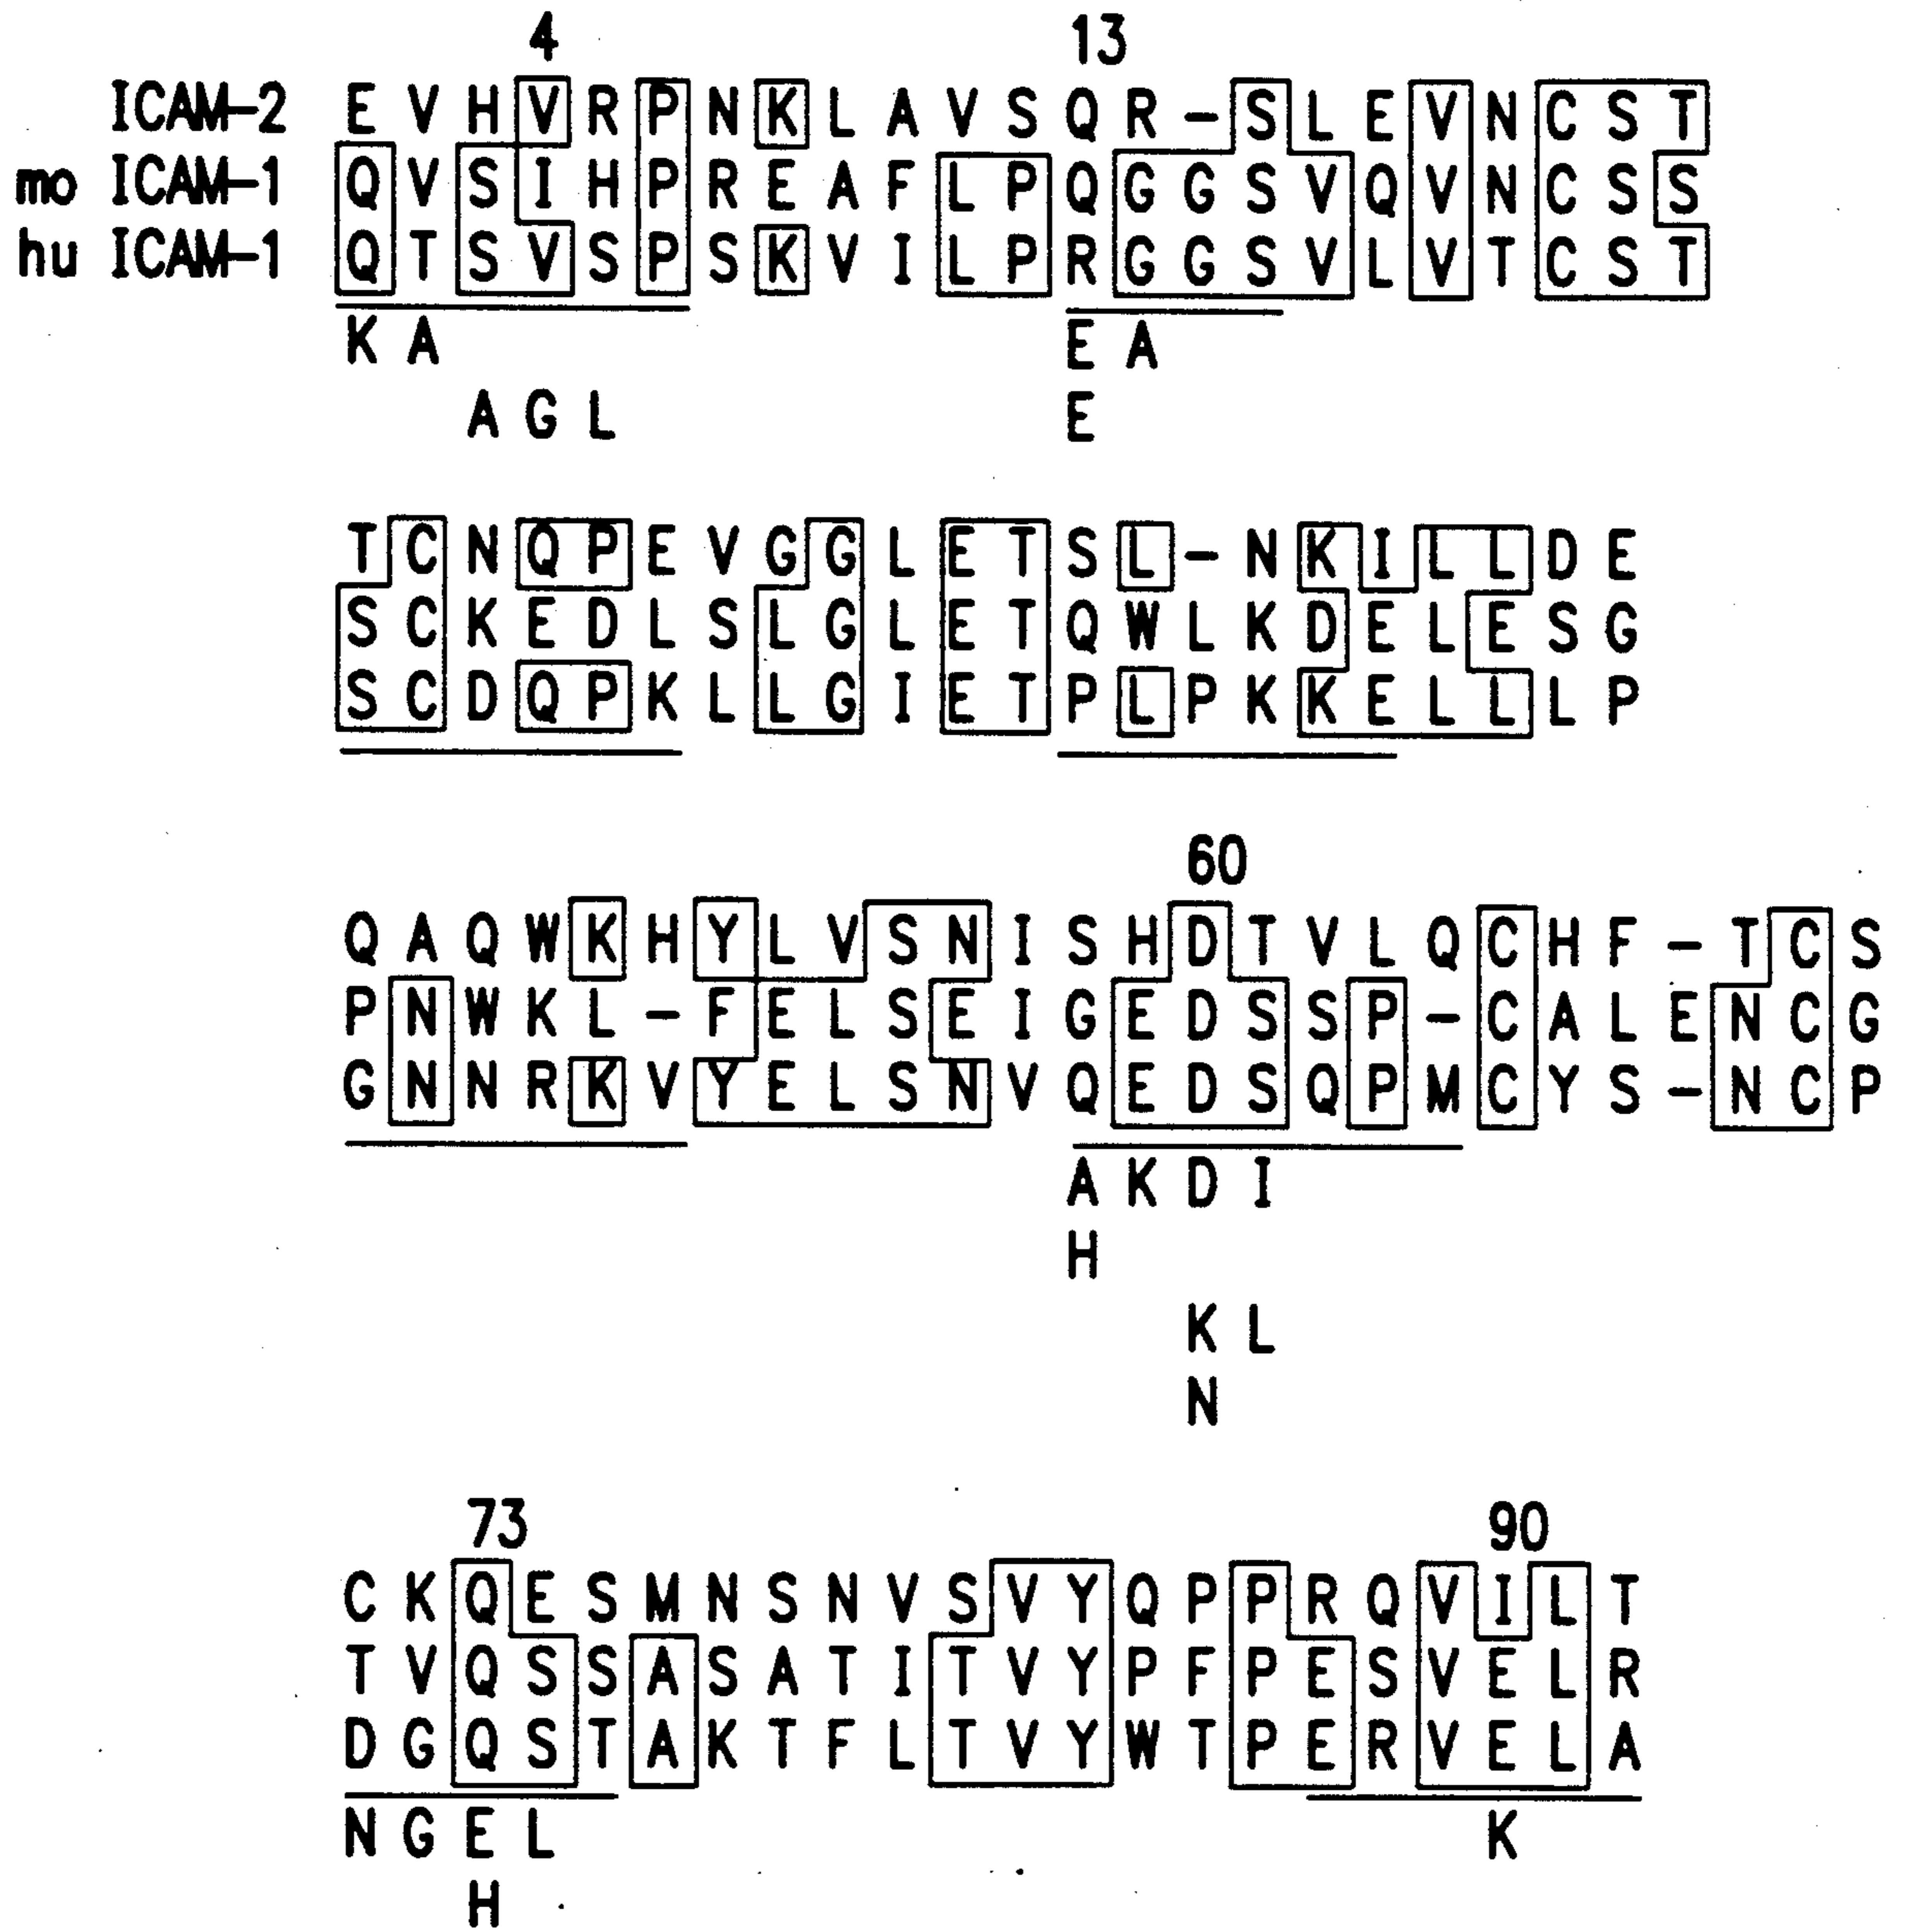 4 13
ICAM-2 E V H V R P N K L A V S Q R - S L E V N C S T
mo ICAM-1 Q V S I H P R E A F L P Q G G S V Q V N C S S
hu ICAM-1 Q T S V S P S K V I L P R G G S V L V T C S T
K A E A
A G L E
T C N Q P E V G G L E T S L - N K I L L D E
S C K E D L S L G L E T Q W L K D E L E S G
S C D Q P K L L G I E T P L P K K E L L L P
60
Q A Q W K H Y L V S N I S H D T V L Q C H F - T C S
P N W K L - F E L S E I G E D S S P - C A L E N C G
G N N R K V Y E L S N V Q E D S Q P M C Y S - N C P
A K D I
H
K L
N
73 90
C K Q E S M N S N V S V Y Q P P R Q V I L T
T V Q S S A S A T I T V Y P F P E S V E L R
D G Q S T A K T F L T V Y W T P E R V E L A
N G E L K
H